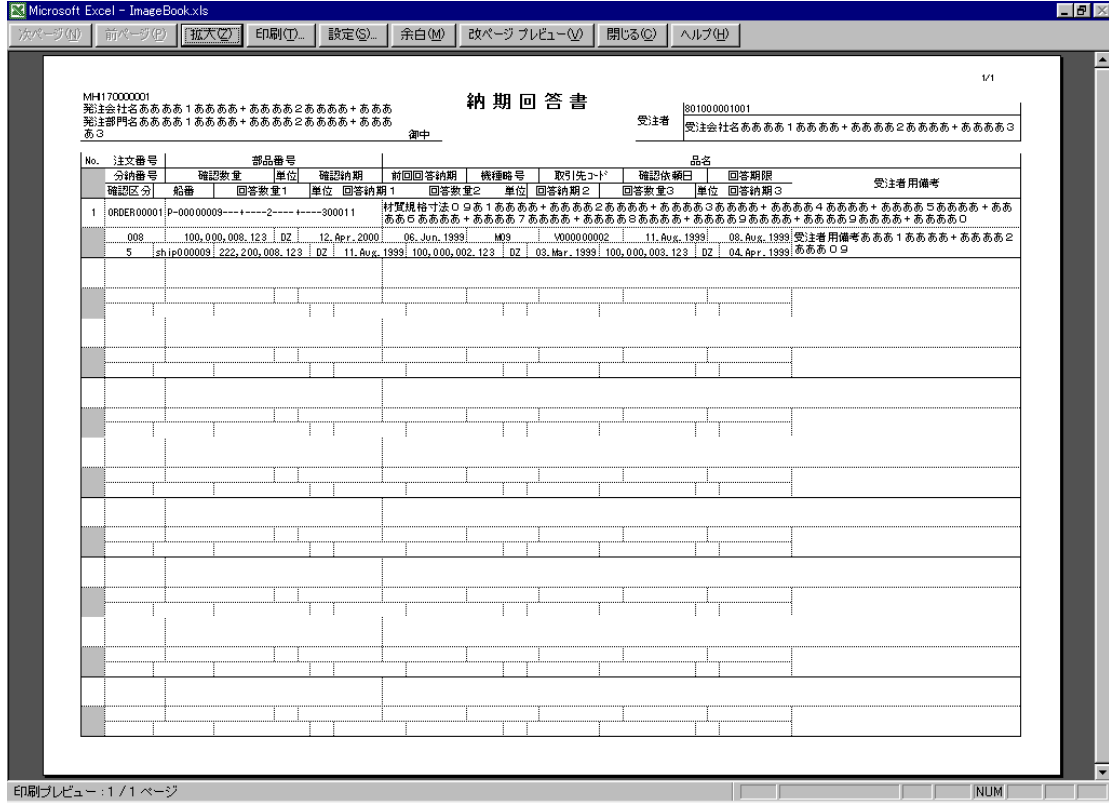 Microsoft Excel - ImageBook.xls
次ページ(N) 前ページ(P) 拡大(Z) 印刷(T)... 設定(S)... 余白(M) 改ページ プレビュー(V) 閉じる(C) ヘルプ(H)
1/1
MHI170000001
発注会社名ああああ1ああああ+ああああ2ああああ+あああ
発注部門名ああああ1ああああ+ああああ2ああああ+あああ
あ3 御中
納期回答書
受注者
801000001001
受注会社名ああああ1ああああ+ああああ2ああああ+ああああ3
No. 注文番号 部品番号 品名
分納番号 確認数量 単位 確認納期 前回回答納期 機種略号 取引先コード 確認依頼日 回答期限 受注者用備考
確認区分 船番 回答数量1 単位 回答納期1 回答数量2 単位 回答納期2 回答数量3 単位 回答納期3
1 ORDER00001 P-00000009---+----2----+---300011 材質規格寸法09あ1ああああ+ああああ2ああああ+ああああ3ああああ+ああああ4ああああ+ああああ5ああああ+ああ
ああ6ああああ+ああああ7ああああ+ああああ8ああああ+ああああ9ああああ+ああああ9ああああ+ああああ0
008 100,000,008.123 DZ 12.Apr.2000 06.Jun.1999 M09 V000000002 11.Aug.1999 08.Aug.1999 受注者用備考あああ1ああああ+ああああ2
5 ship000009 222,200,008.123 DZ 11.Aug.1999 100,000,002.123 DZ 03.Mar.1999 100,000,003.123 DZ 04.Apr.1999 あああ09
印刷プレビュー : 1 / 1 ページ NUM